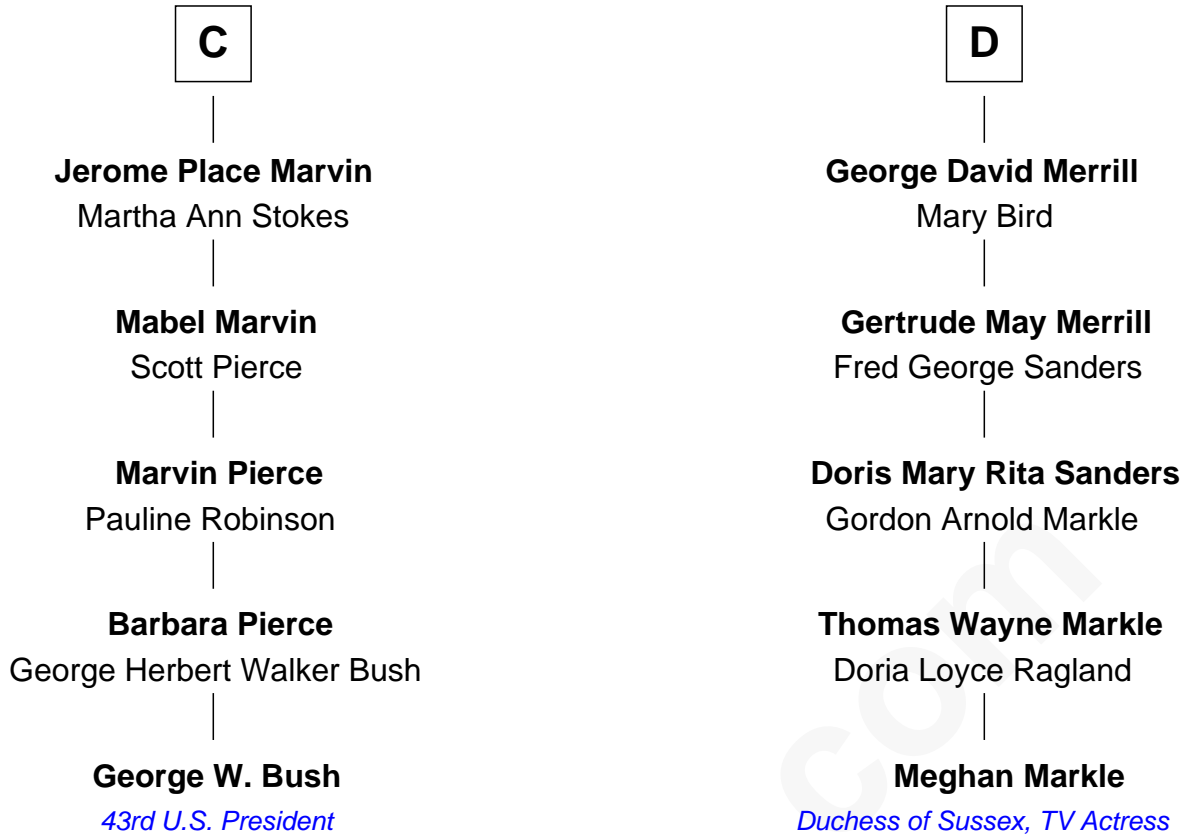 C
Jerome Place Marvin
Martha Ann Stokes
Mabel Marvin
Scott Pierce
Marvin Pierce
Pauline Robinson
Barbara Pierce
George Herbert Walker Bush
George W. Bush
43rd U.S. President
D
George David Merrill
Mary Bird
Gertrude May Merrill
Fred George Sanders
Doris Mary Rita Sanders
Gordon Arnold Markle
Thomas Wayne Markle
Doria Loyce Ragland
Meghan Markle
Duchess of Sussex, TV Actress
com